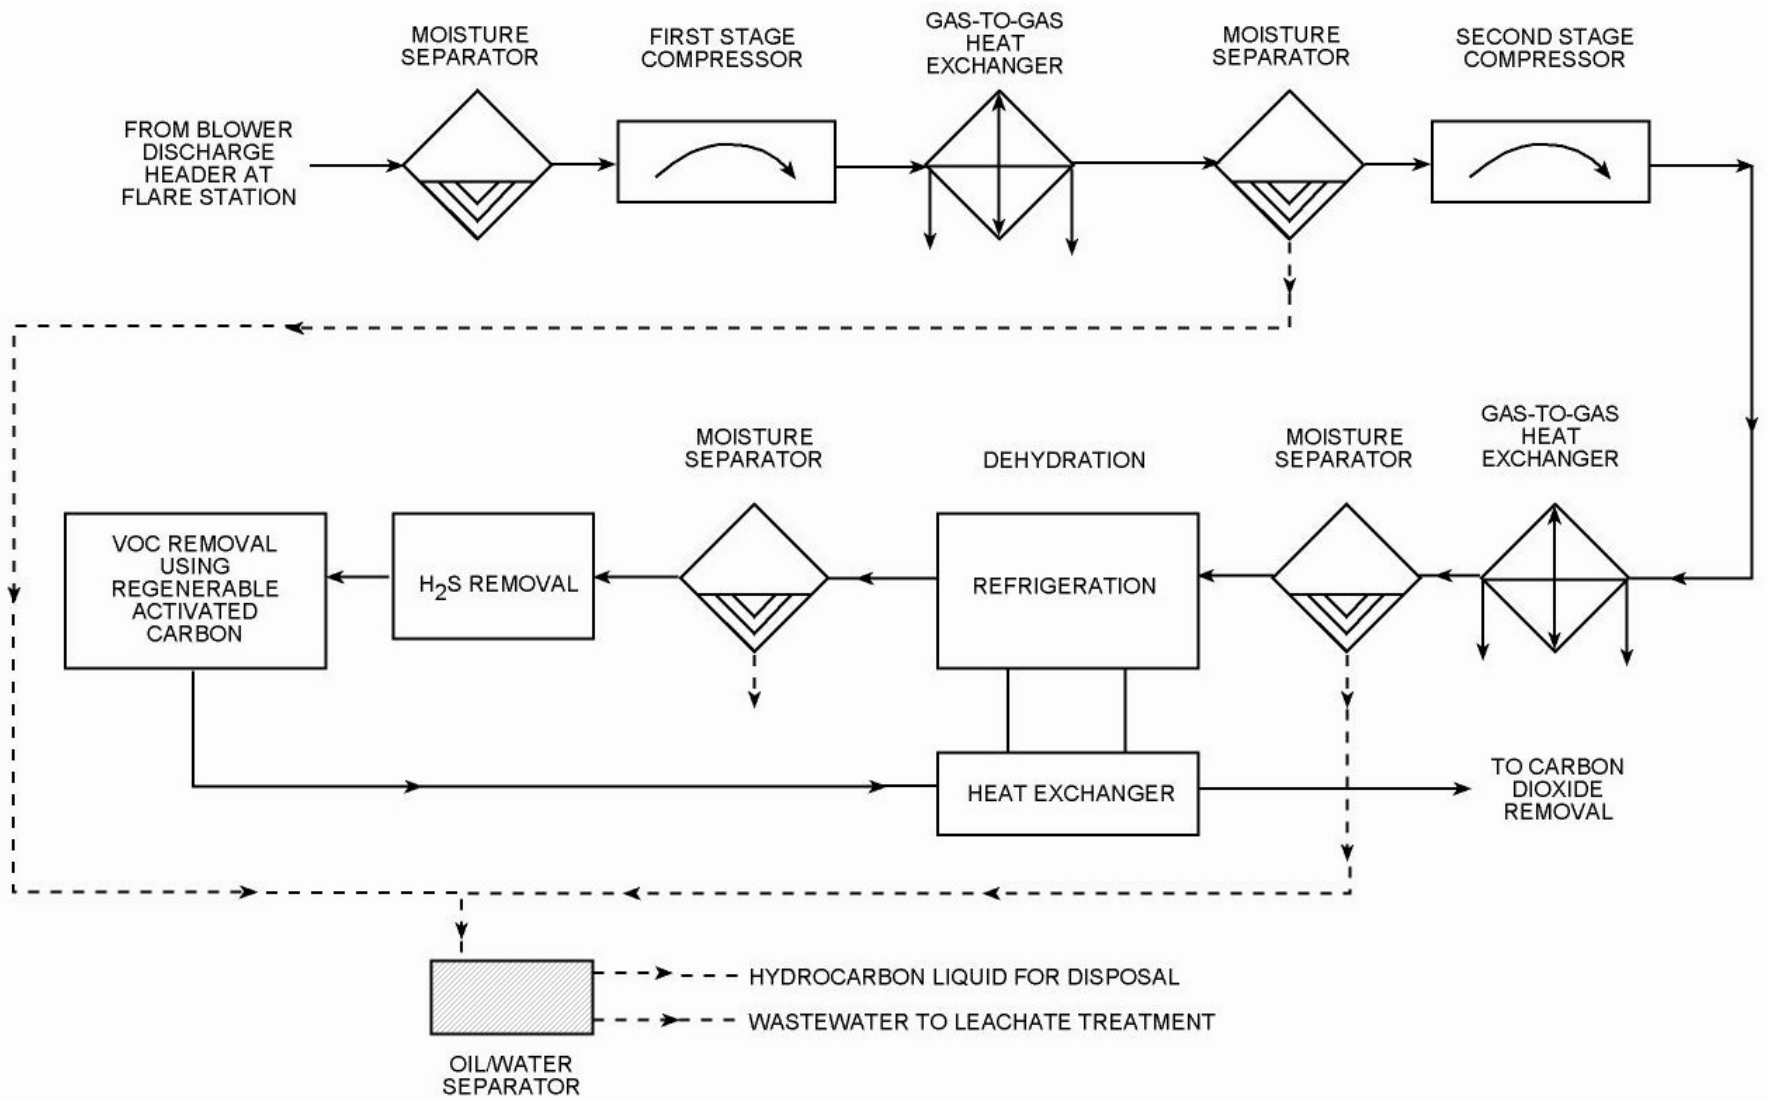 MOISTURE
SEPARATOR
FIRST STAGE
COMPRESSOR
GAS-TO-GAS
HEAT
EXCHANGER
MOISTURE
SEPARATOR
SECOND STAGE
COMPRESSOR
FROM BLOWER
DISCHARGE
HEADER AT
FLARE STATION
GAS-TO-GAS
HEAT
EXCHANGER
MOISTURE
SEPARATOR
DEHYDRATION
MOISTURE
SEPARATOR
REFRIGERATION
H2S REMOVAL
VOC REMOVAL
USING
REGENERABLE
ACTIVATED
CARBON
HEAT EXCHANGER
TO CARBON
DIOXIDE
REMOVAL
HYDROCARBON LIQUID FOR DISPOSAL
WASTEWATER TO LEACHATE TREATMENT
OIL/WATER
SEPARATOR